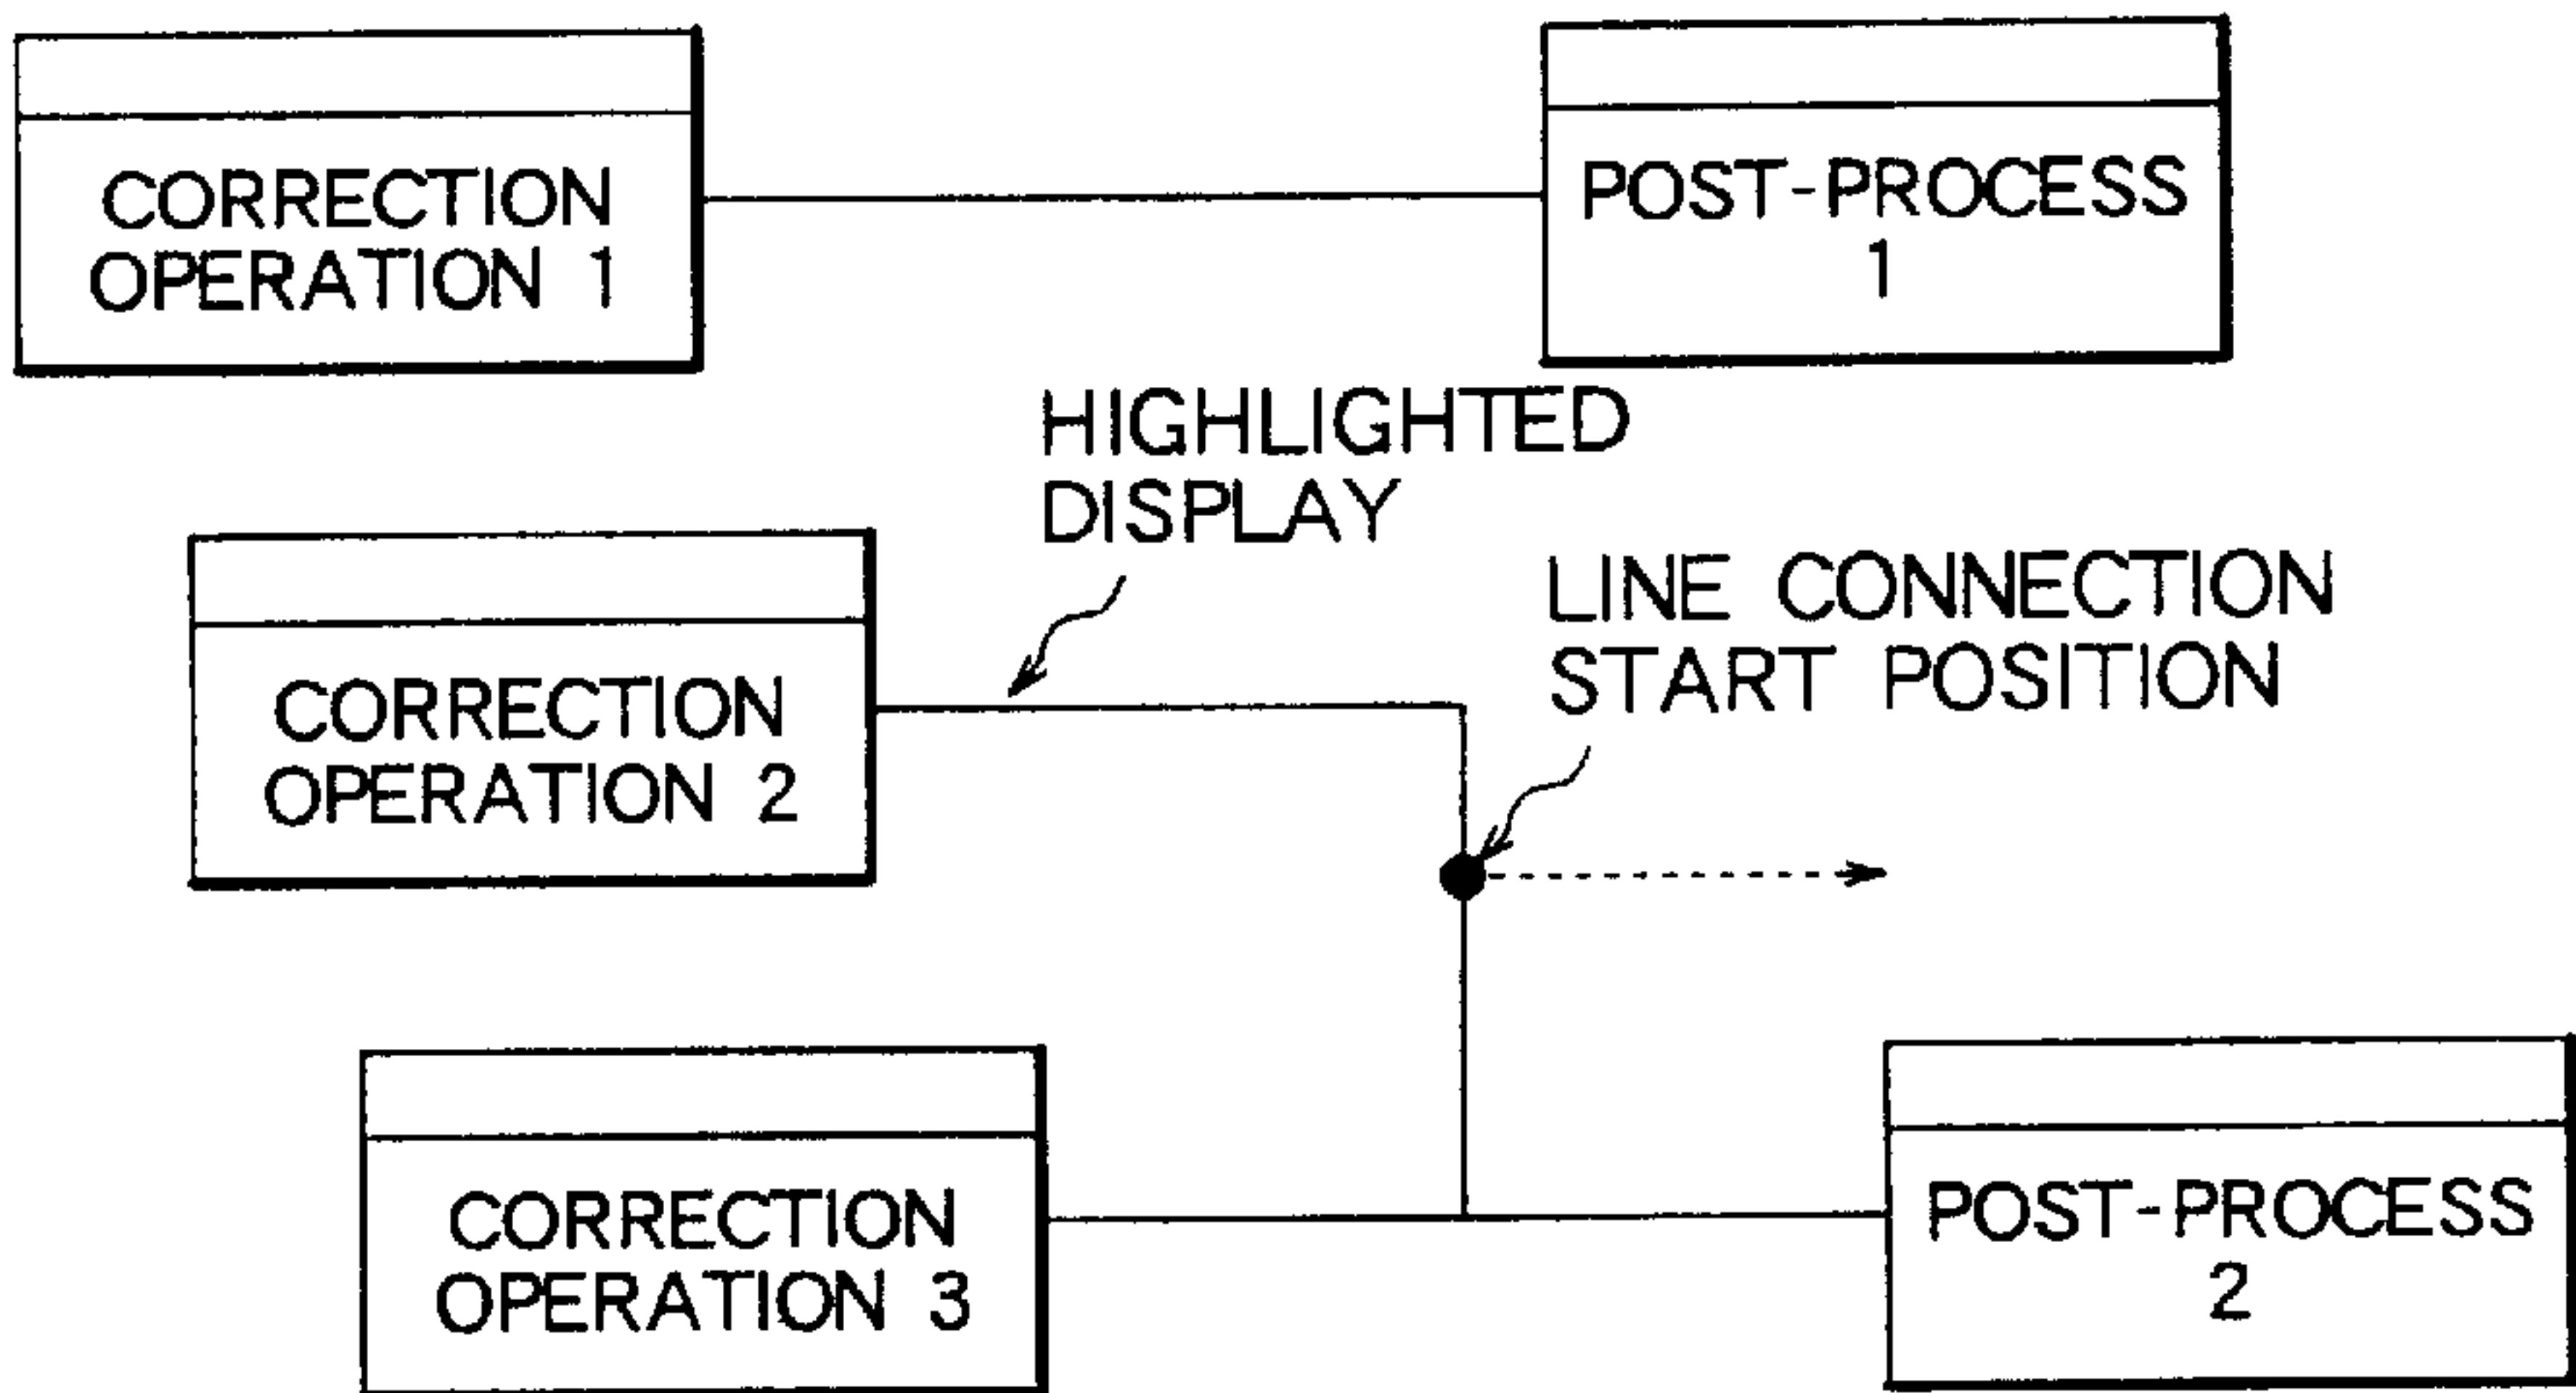 CORRECTION
OPERATION 1
POST-PROCESS
1
HIGHLIGHTED
DISPLAY
CORRECTION
OPERATION 2
LINE CONNECTION
START POSITION
CORRECTION
OPERATION 3
POST-PROCESS
2